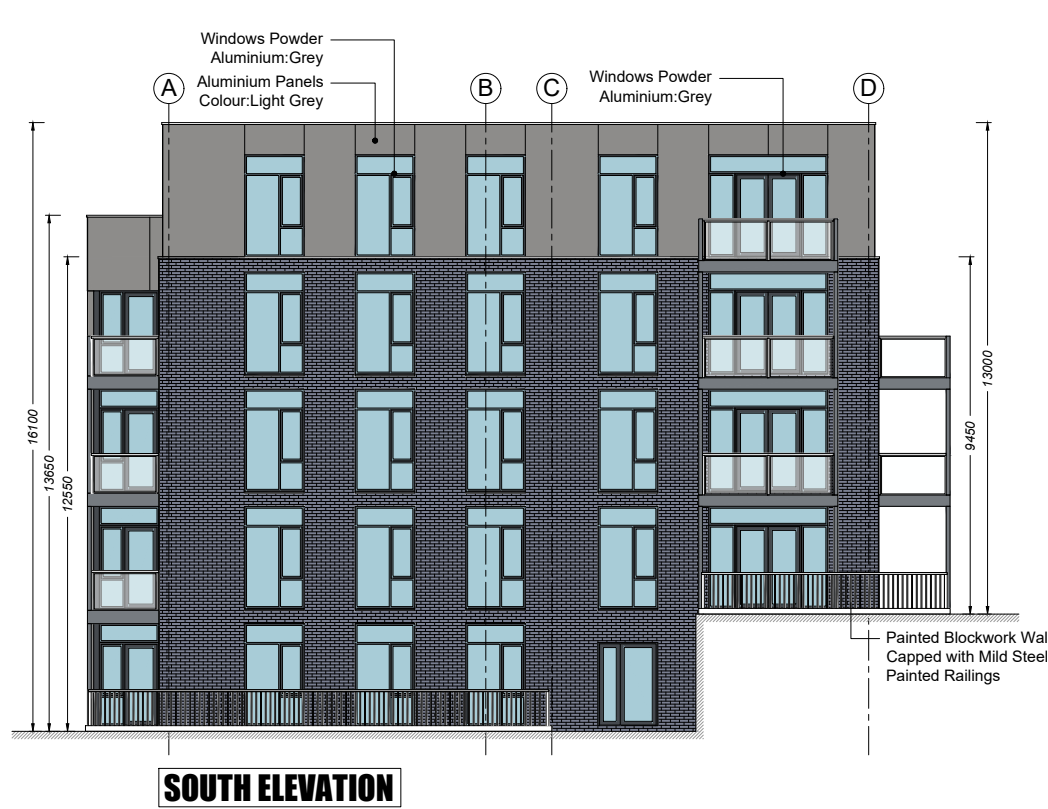 Windows Powder
Aluminium:Grey
Aluminium Panels
Colour:Light Grey
Windows Powder
Aluminium:Grey
A
B
C
D
16100
13650
12550
13000
9450
Painted Blockwork Wal
Capped with Mild Steel
Painted Railings
SOUTH ELEVATION